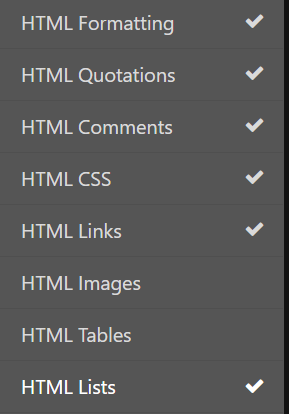 HTML Formatting
HTML Quotations
HTML Comments
HTML CSS
HTML Links
HTML Images
HTML Tables
HTML Lists